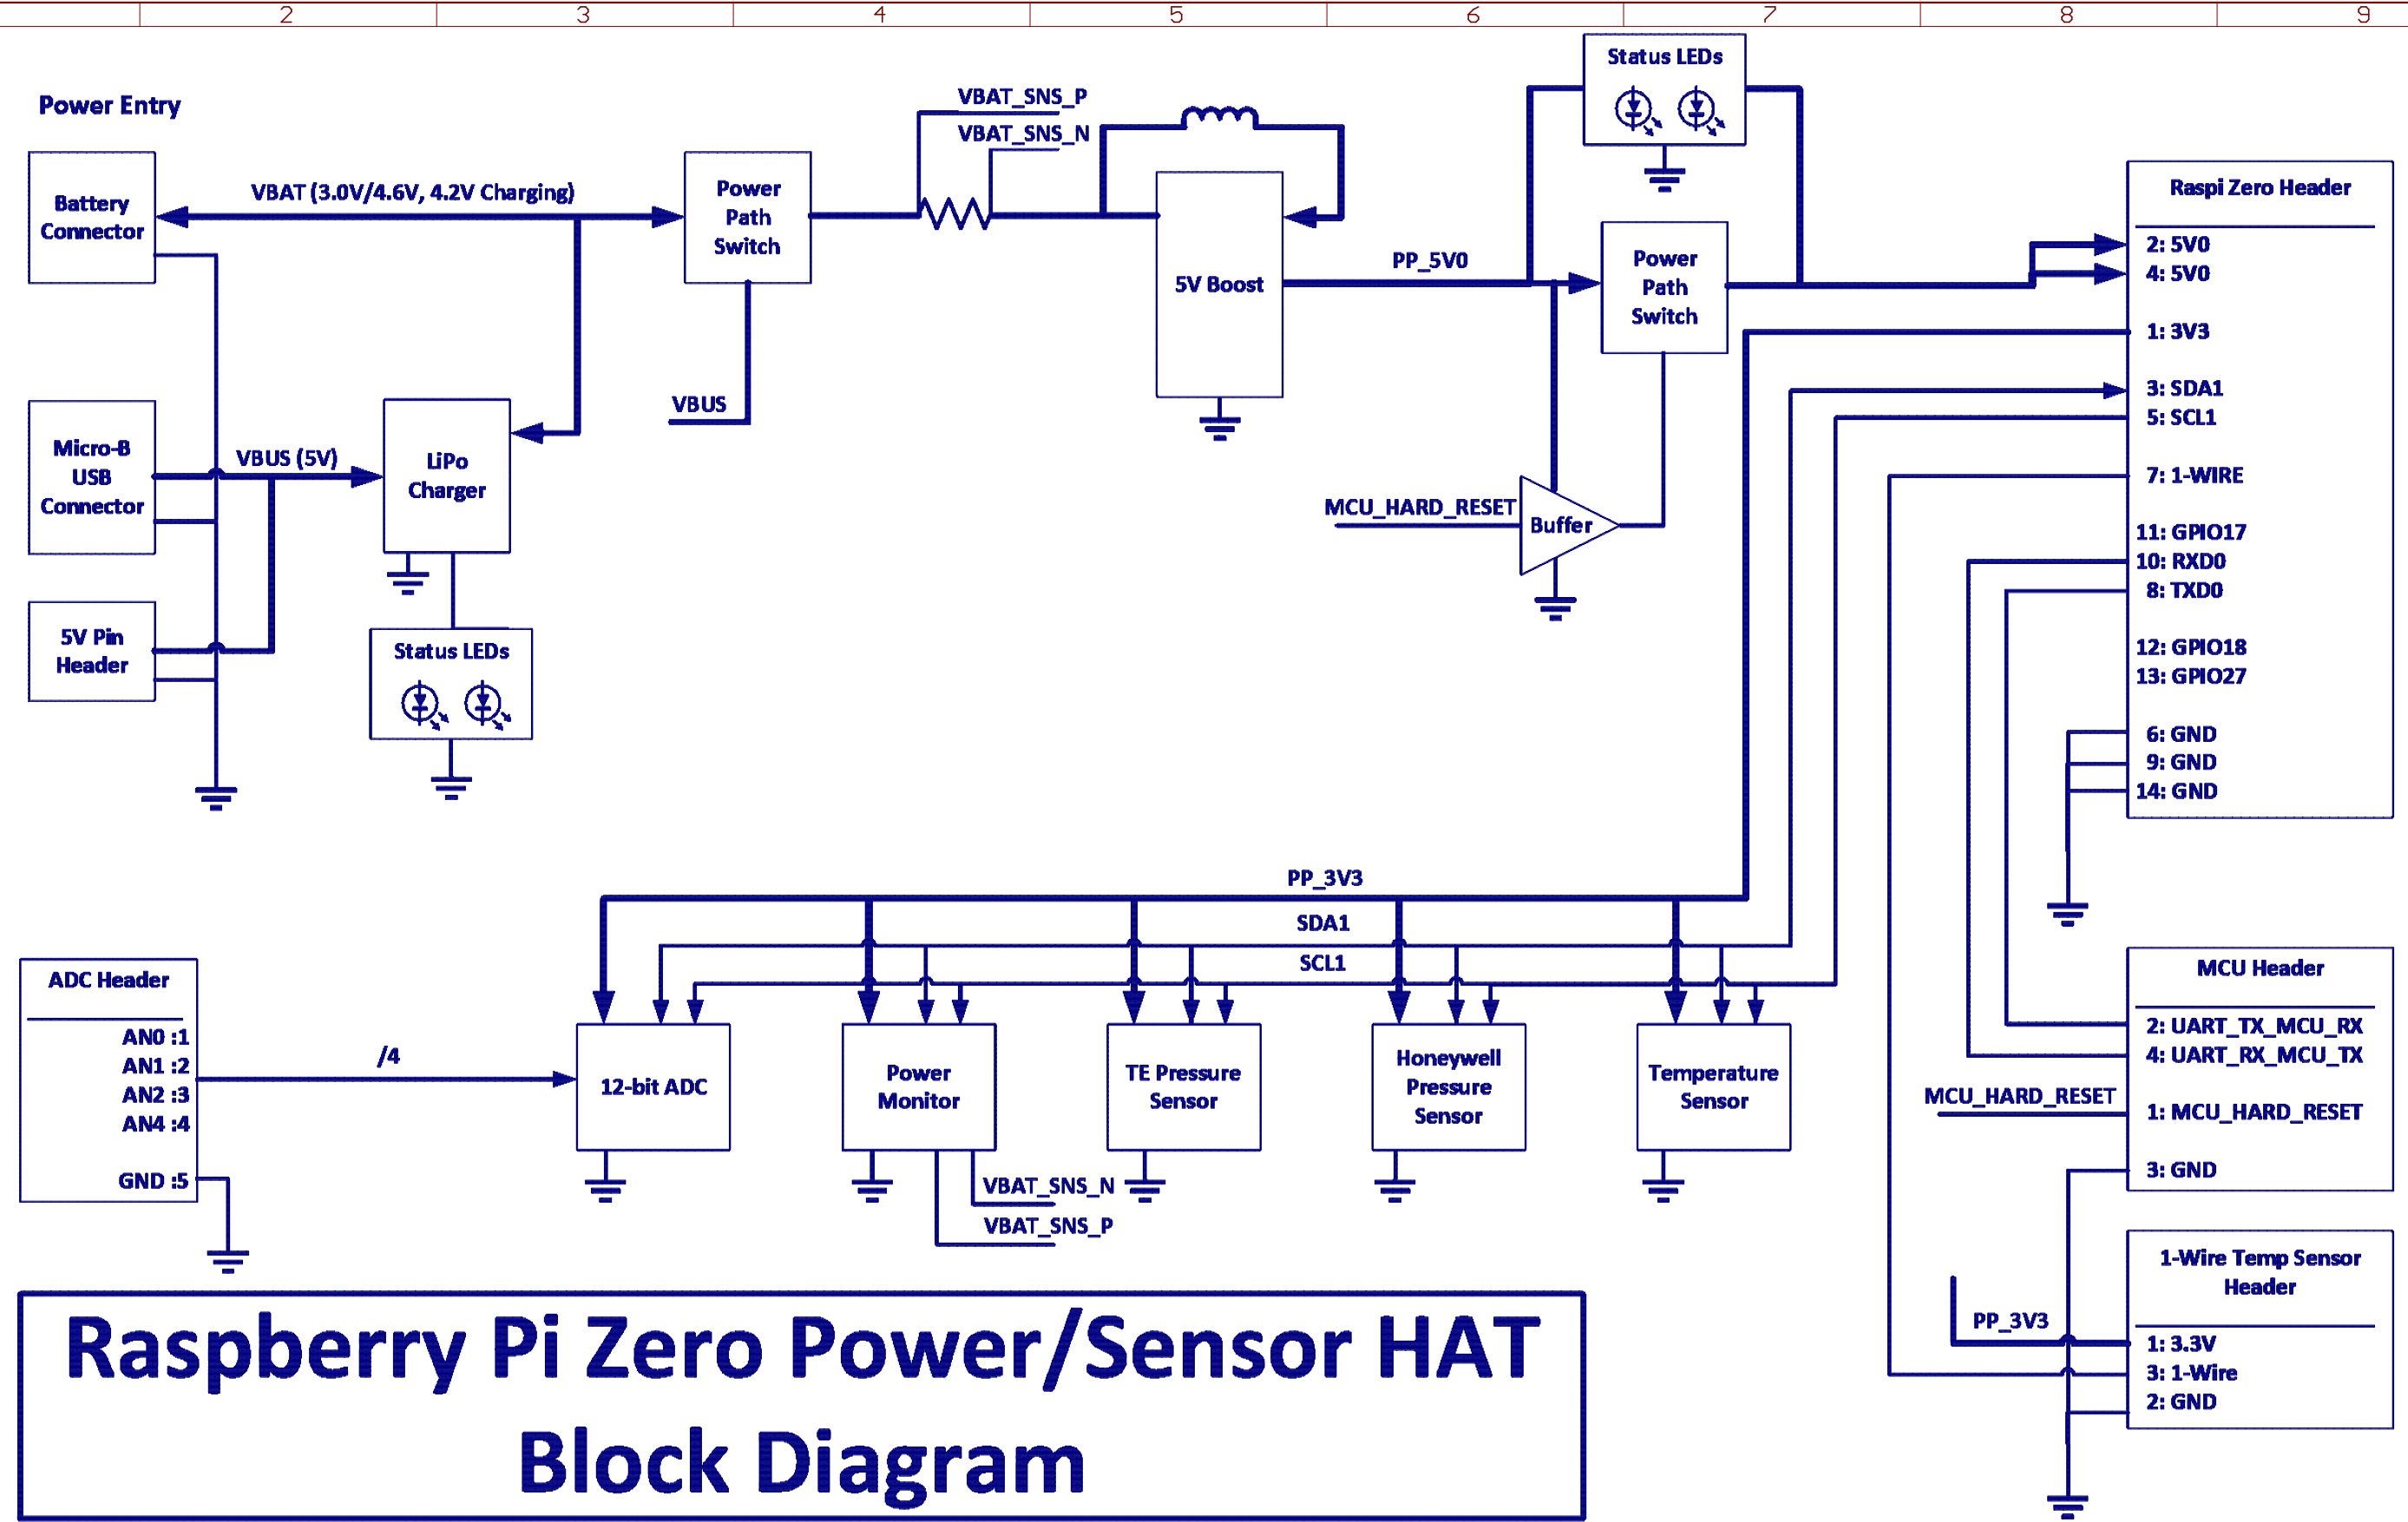 2 3 4 5 6 7 8 9
Power Entry
Battery
Connector
VBAT (3.0V/4.6V, 4.2V Charging)
Power
Path
Switch
VBUS
VBAT_SNS_P
VBAT_SNS_N
5V Boost
PP_5V0
Status LEDs
Power
Path
Switch
MCU_HARD_RESET
Buffer
Micro-B
USB
Connector
VBUS (5V)
LiPo
Charger
5V Pin
Header
Status LEDs
Raspi Zero Header
2: 5V0
4: 5V0
1: 3V3
3: SDA1
5: SCL1
7: 1-WIRE
11: GPIO17
10: RXD0
8: TXD0
12: GPIO18
13: GPIO27
6: GND
9: GND
14: GND
PP_3V3
SDA1
SCL1
ADC Header
AN0 :1
AN1 :2
AN2 :3
AN4 :4
GND :5
/4
12-bit ADC
Power
Monitor
VBAT_SNS_N
VBAT_SNS_P
TE Pressure
Sensor
Honeywell
Pressure
Sensor
Temperature
Sensor
MCU Header
2: UART_TX_MCU_RX
4: UART_RX_MCU_TX
MCU_HARD_RESET
1: MCU_HARD_RESET
3: GND
1-Wire Temp Sensor
Header
PP_3V3
1: 3.3V
3: 1-Wire
2: GND
Raspberry Pi Zero Power/Sensor HAT
Block Diagram